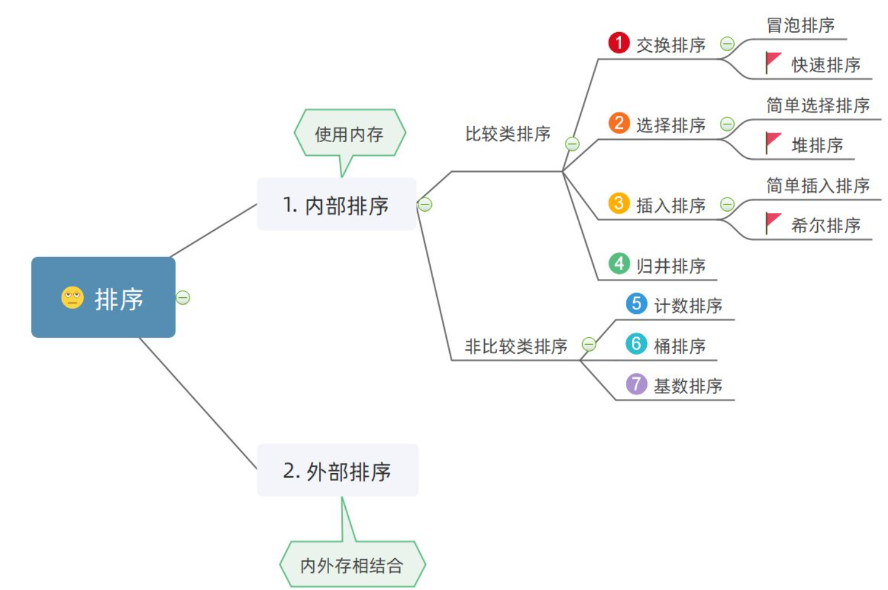 排序
1. 内部排序
使用内存
比较类排序
1 交换排序
冒泡排序
快速排序
2 选择排序
简单选择排序
堆排序
3 插入排序
简单插入排序
希尔排序
4 归并排序
非比较类排序
5 计数排序
6 桶排序
7 基数排序
2. 外部排序
内外存相结合